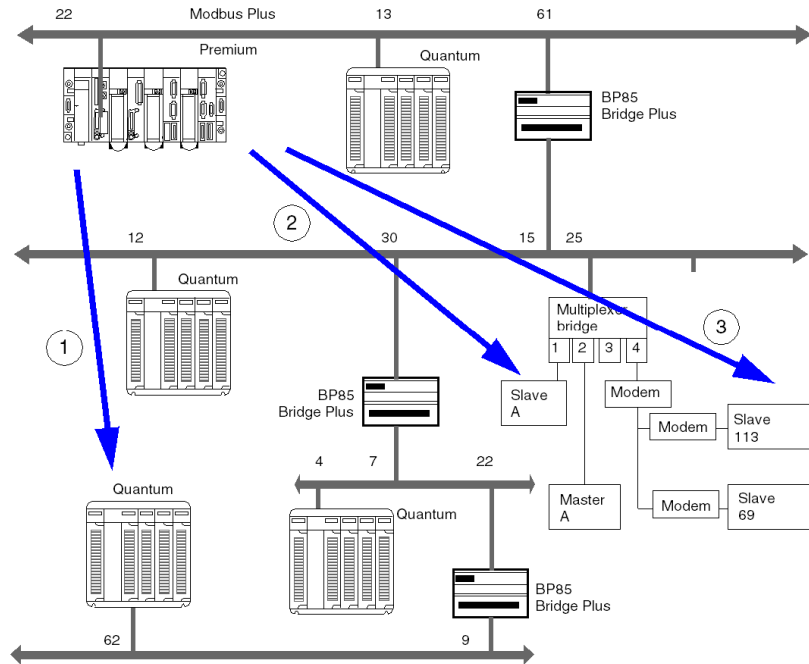 22
Modbus Plus
13
61
Premium
Quantum
BP85
Bridge Plus
2
12
30
15
25
Quantum
Multiplexer
bridge
3
1
1
2
3
4
BP85
Bridge Plus
Slave
A
Modem
Modem
Slave
113
4
7
22
Quantum
Quantum
Master
A
Modem
Slave
69
BP85
Bridge Plus
62
9